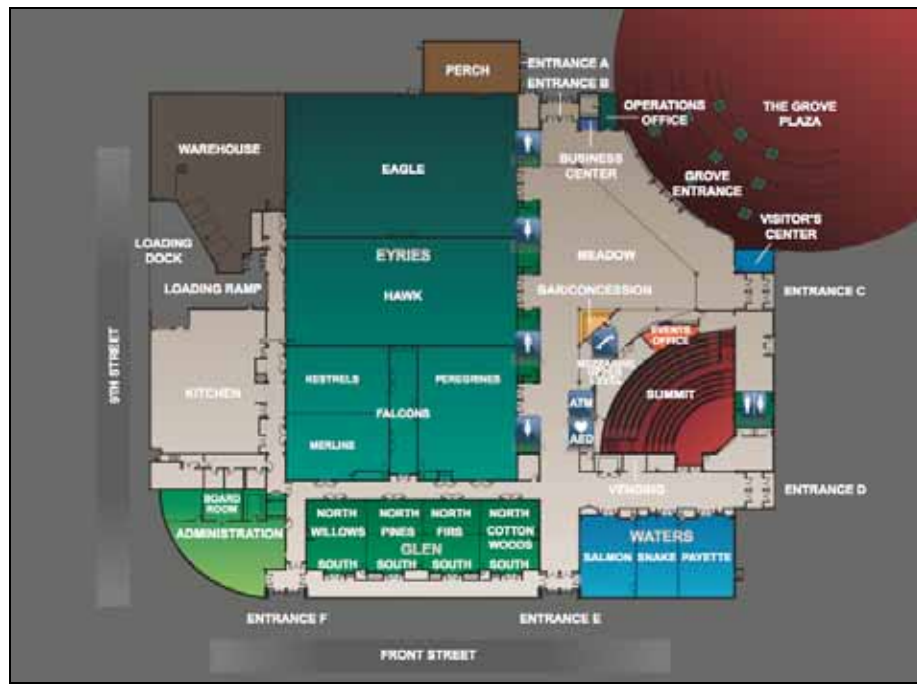 PERCH
ENTRANCE A
ENTRANCE B
OPERATIONS
OFFICE
THE GROVE
PLAZA
WAREHOUSE
EAGLE
BUSINESS
CENTER
GROVE
ENTRANCE
VISITOR'S
CENTER
LOADING
DOCK
EYRIES
MEADOW
LOADING RAMP
HAWK
BAR/CONCESSION
ENTRANCE C
EVENTS
OFFICE
9TH STREET
KITCHEN
KESTRELS
PEREGRINES
FALCONS
MERLINS
ATM
AED
SUMMIT
VENDING
ENTRANCE D
BOARD
ROOM
ADMINISTRATION
NORTH NORTH NORTH NORTH
WILLOWS PINES FIRS COTTON
WOODS
GLEN
SOUTH SOUTH SOUTH SOUTH
WATERS
SALMON SNAKE PAYETTE
ENTRANCE F
ENTRANCE E
FRONT STREET